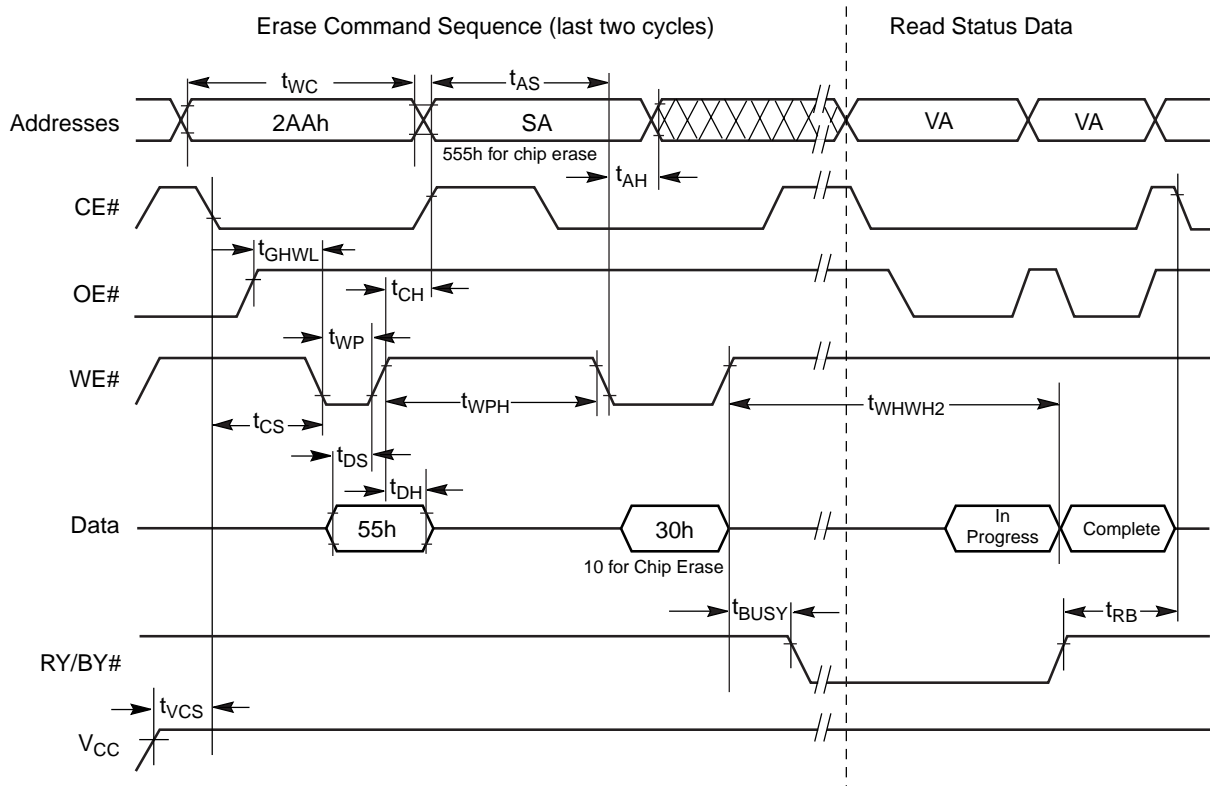 Erase Command Sequence (last two cycles)
Read Status Data
tWC
tAS
Addresses
2AAh
SA
VA
VA
555h for chip erase
tAH
CE#
tGHWL
OE#
tCH
tWP
WE#
tWPH
tWHWH2
tCS
tDS
tDH
Data
55h
30h
In
Progress
Complete
10 for Chip Erase
tBUSY
tRB
RY/BY#
tVCS
VCC